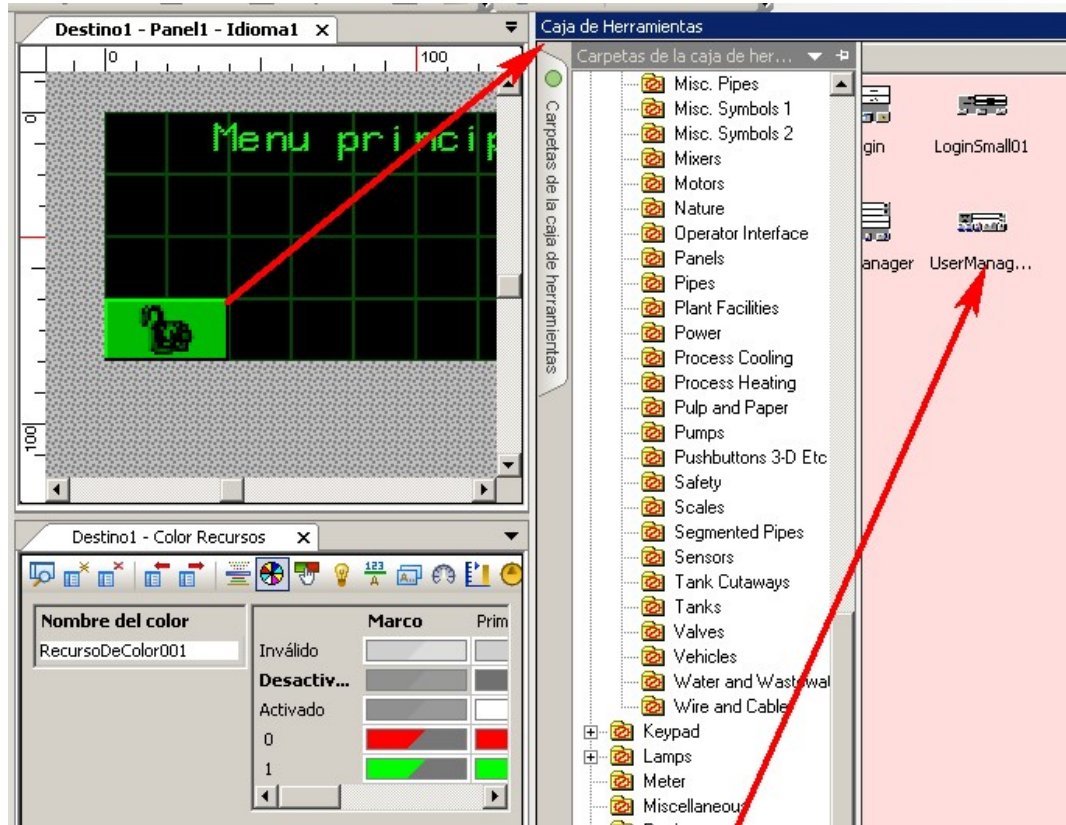 Destino1 - Panel1 - Idioma1
0
100
0
Menu princip
100
Caja de Herramientas
Carpetas de la caja de her...
Carpetas de la caja de herramientas
Misc. Pipes
Misc. Symbols 1
Misc. Symbols 2
Mixers
Motors
Nature
Operator Interface
Panels
Pipes
Plant Facilities
Power
Process Cooling
Process Heating
Pulp and Paper
Pumps
Pushbuttons 3-D Etc
Safety
Scales
Segmented Pipes
Sensors
Tank Cutaways
Tanks
Valves
Vehicles
Water and Wastewat
Wire and Cable
Keypad
Lamps
Meter
Miscellaneous
gin
LoginSmall01
anager
UserManag...
Destino1 - Color Recursos
123
A
Nombre del color
RecursoDeColor001
Marco
Prim
Inválido
Desactiv...
Activado
0
1